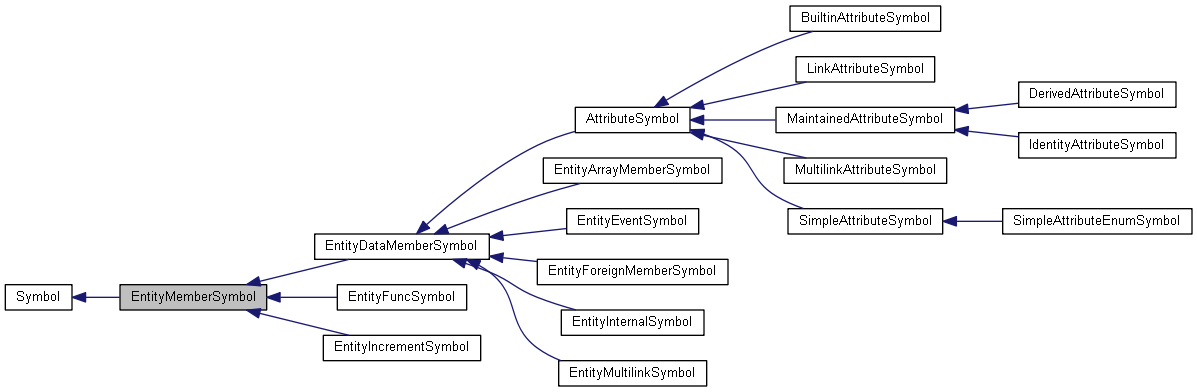 BuiltinAttributeSymbol
LinkAttributeSymbol
DerivedAttributeSymbol
AttributeSymbol
MaintainedAttributeSymbol
IdentityAttributeSymbol
EntityArrayMemberSymbol
MultilinkAttributeSymbol
EntityEventSymbol
SimpleAttributeSymbol
SimpleAttributeEnumSymbol
EntityDataMemberSymbol
EntityForeignMemberSymbol
Symbol
EntityMemberSymbol
EntityFuncSymbol
EntityInternalSymbol
EntityIncrementSymbol
EntityMultilinkSymbol